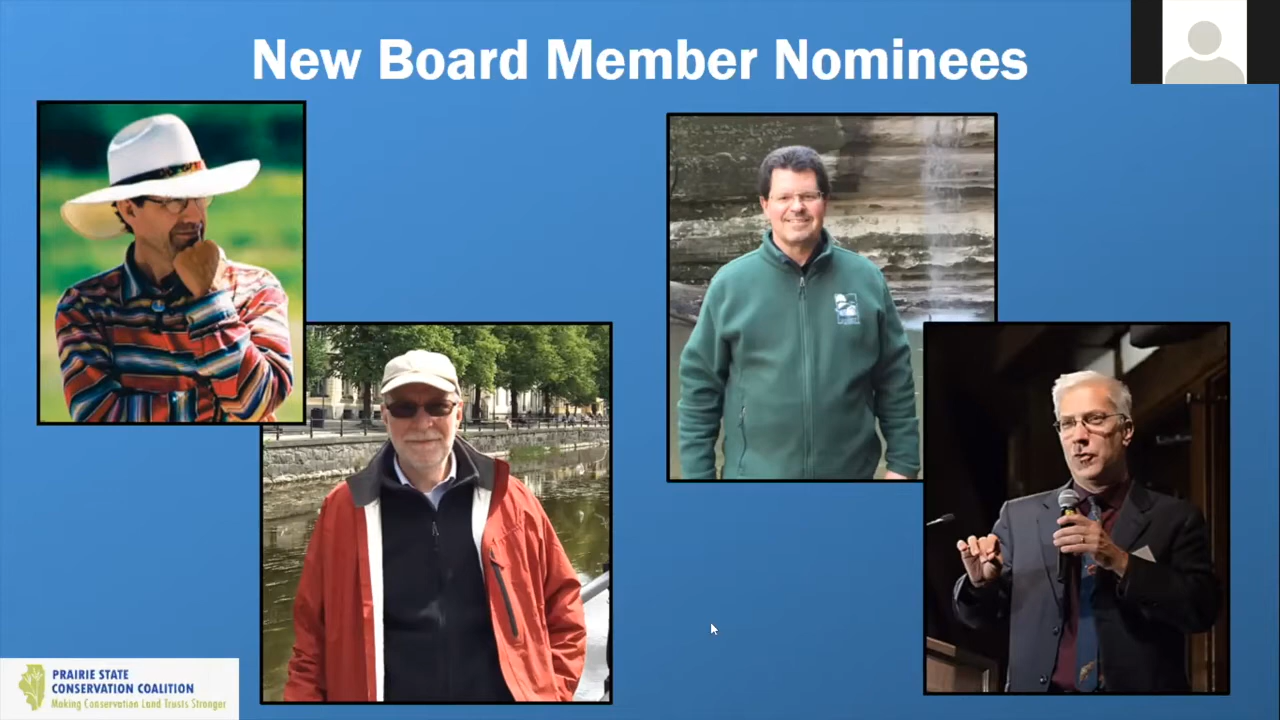 New Board Member Nominees
PRAIRIE STATE
CONSERVATION COALITION
Making Conservation Land Trusts Stronger